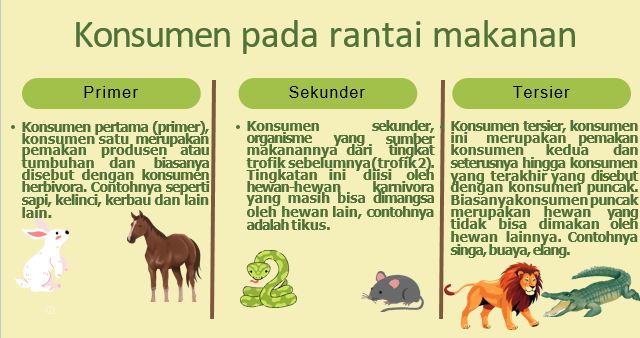 Konsumen pada rantai makanan
Primer
• Konsumen pertama (primer),
konsumen satu merupakan
pemakan produsen atau
tumbuhan dan biasanya
disebut dengan konsumen
herbivora. Contohnya seperti
sapi, kelinci, kerbau dan lain
lain.
Sekunder
• Konsumen sekunder,
organisme yang sumber
makanannya dari tingkat
trofik sebelumnya (trofik 2).
Tingkatan ini diisi oleh
hewan-hewan karnivora
yang masih bisa dimangsa
oleh hewan lain, contohnya
adalah tikus.
Tersier
• Konsumen tersier, konsumen
ini merupakan pemakan
konsumen kedua dan
seterusnya hingga konsumen
yang terakhir yang disebut
dengan konsumen puncak.
Biasanya konsumen puncak
merupakan hewan yang
tidak bisa dimakan oleh
hewan lainnya. Contohnya
singa, buaya, elang.